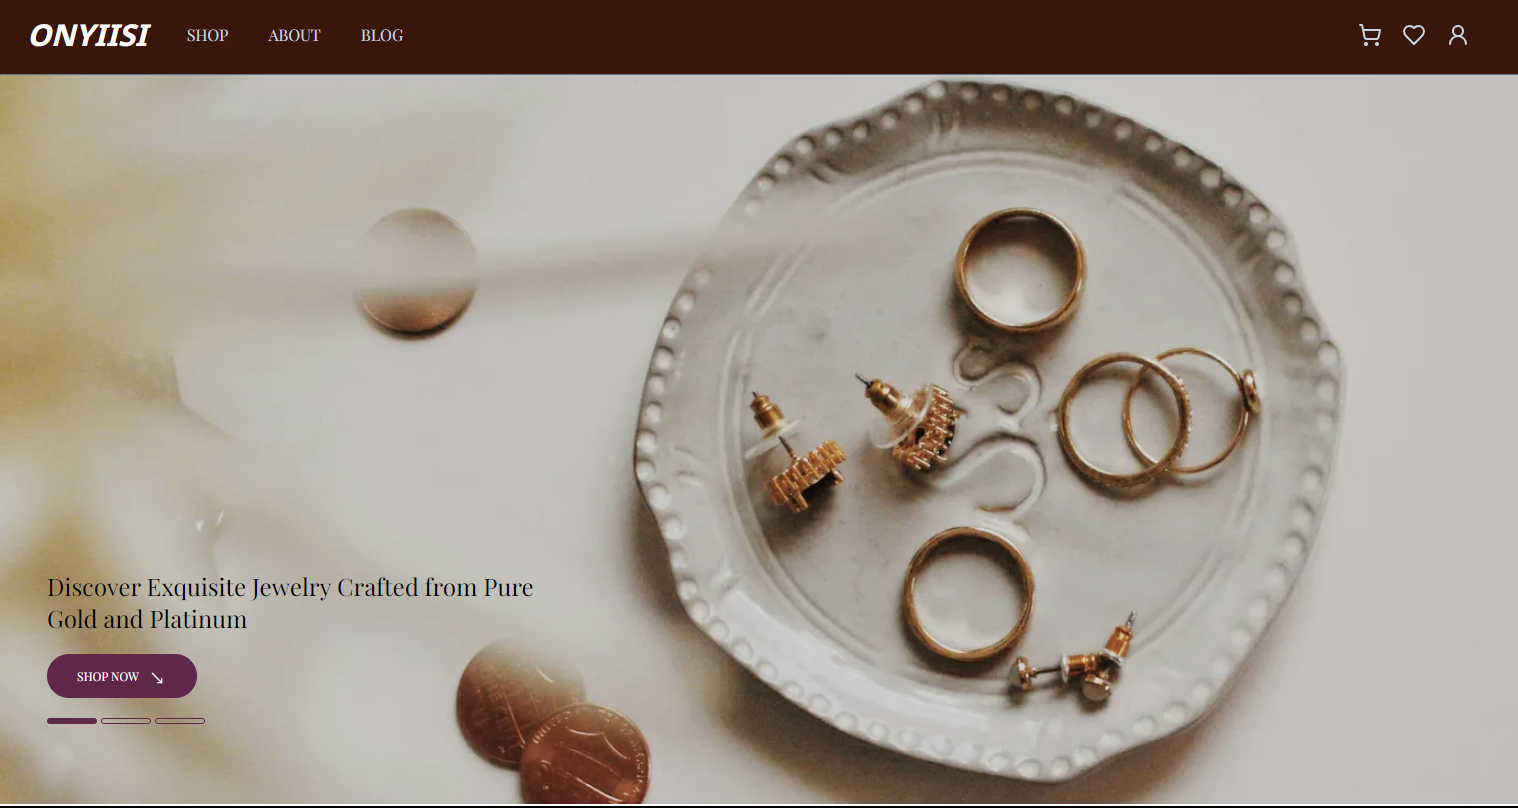 ONYIISI
SHOP
ABOUT
BLOG
Discover Exquisite Jewelry Crafted from Pure
Gold and Platinum
SHOP NOW